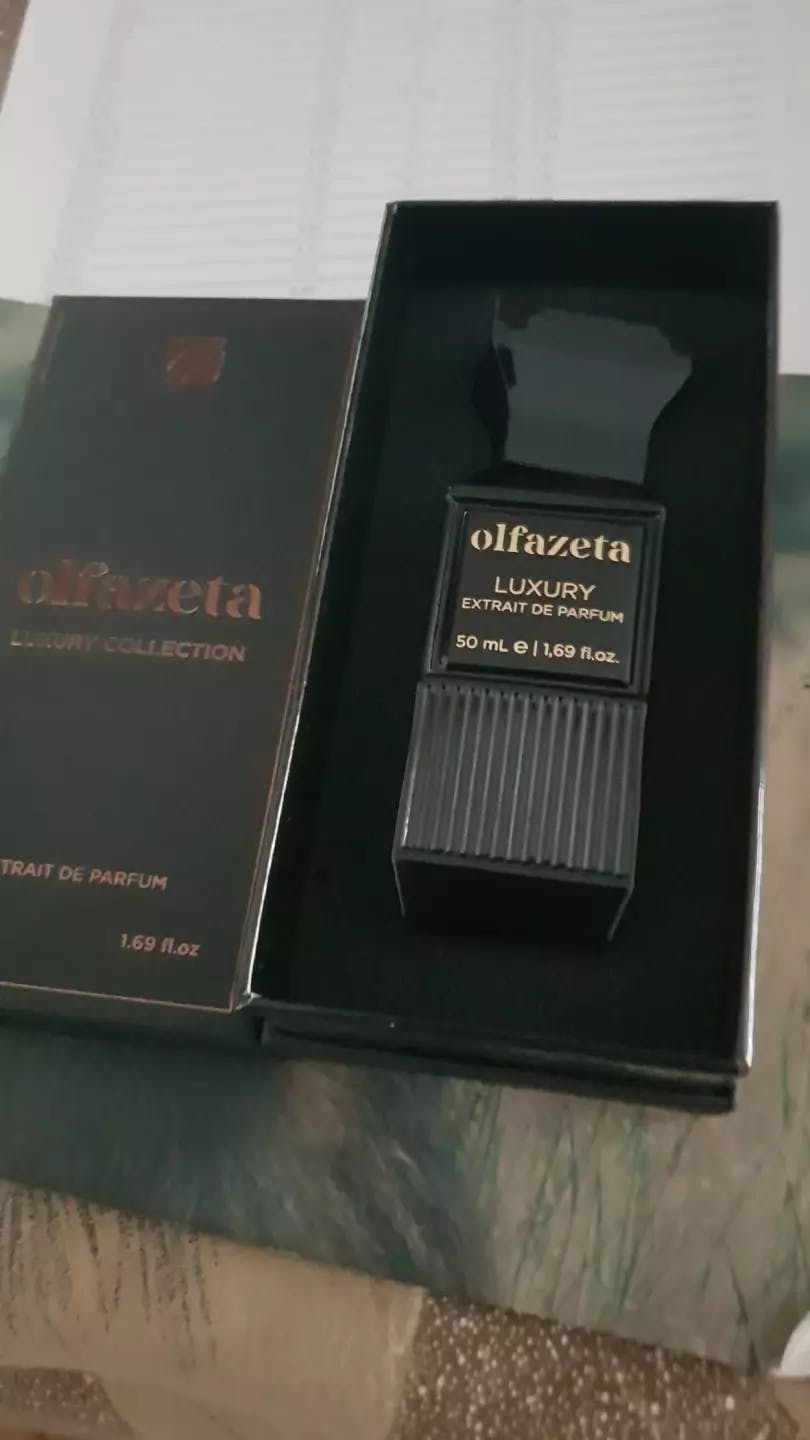 olfazeta
LUXURY COLLECTION
TRAIT DE PARFUM
1.69 fl.oz
olfazeta
LUXURY
EXTRAIT DE PARFUM
50 mL e | 1,69 fl.oz.